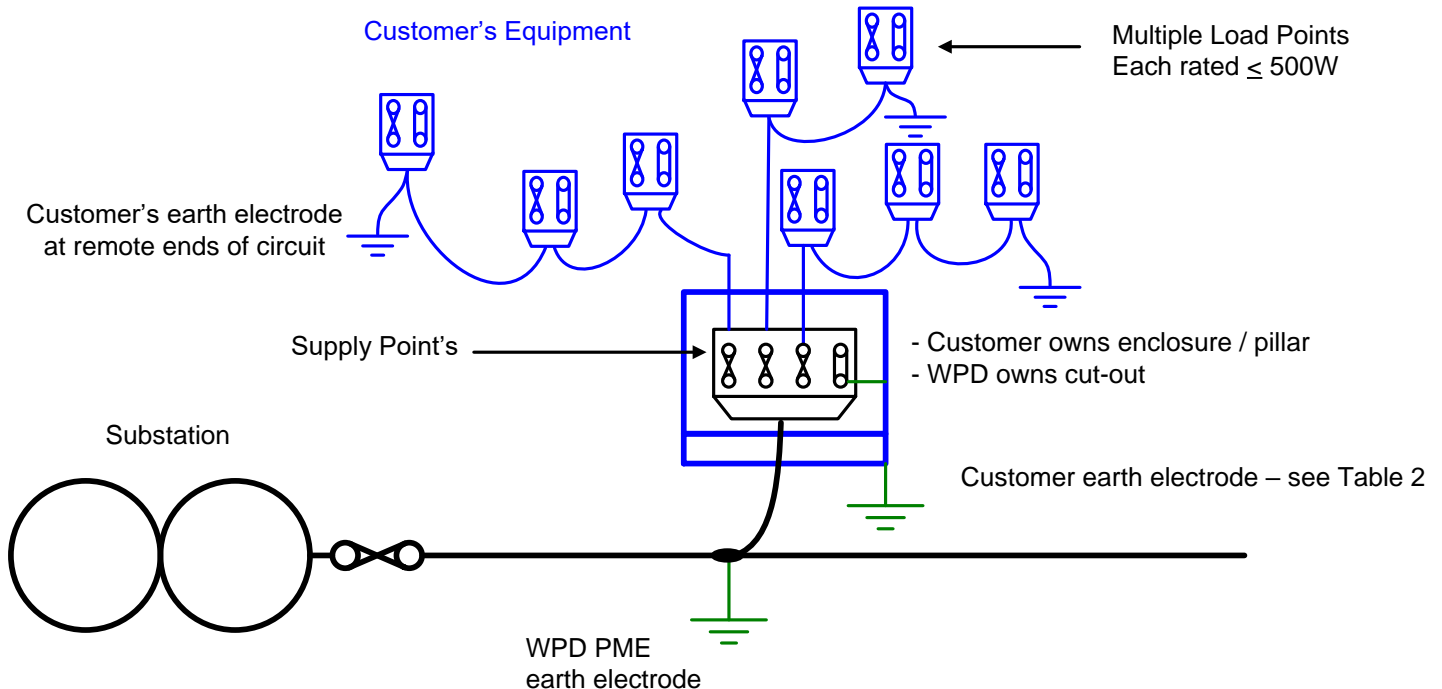 Customer’s Equipment
Multiple Load Points
Each rated < 500W
Customer’s earth electrode
at remote ends of circuit
Supply Point’s
- Customer owns enclosure / pillar
- WPD owns cut-out
Substation
Customer earth electrode – see Table 2
WPD PME
earth electrode